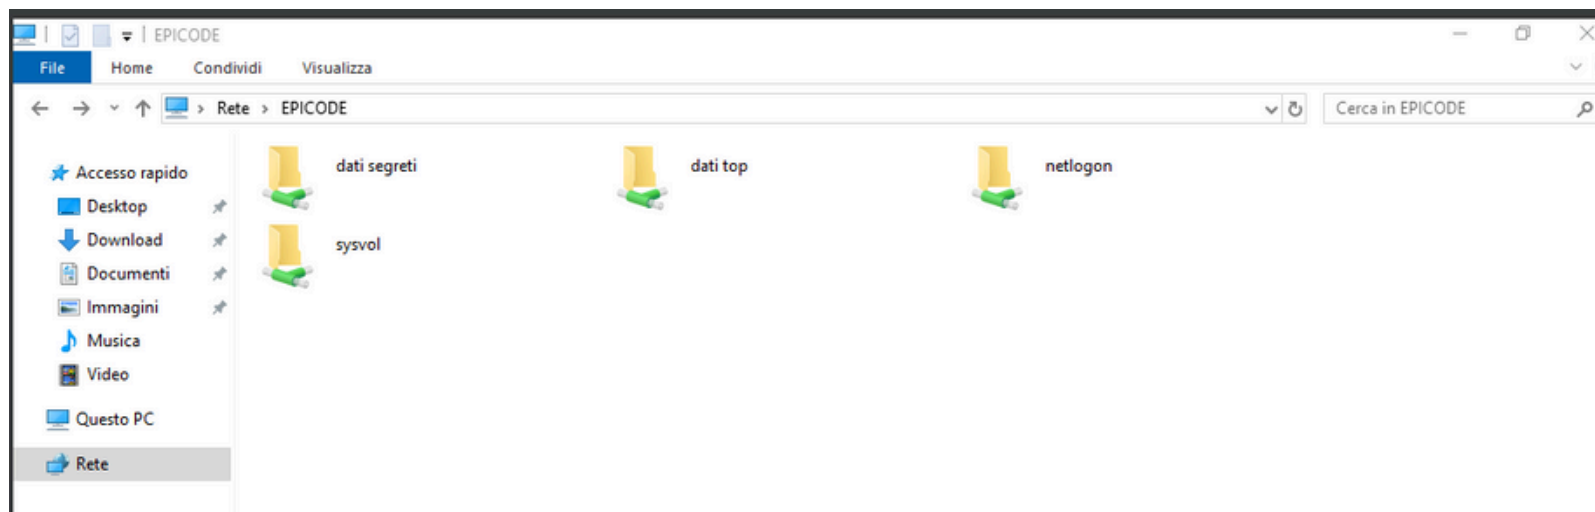 EPICODE
File Home Condividi Visualizza
Rete > EPICODE Cerca in EPICODE
Accesso rapido
Desktop
Download
Documenti
Immagini
Musica
Video
Questo PC
Rete
dati segreti dati top netlogon
sysvol